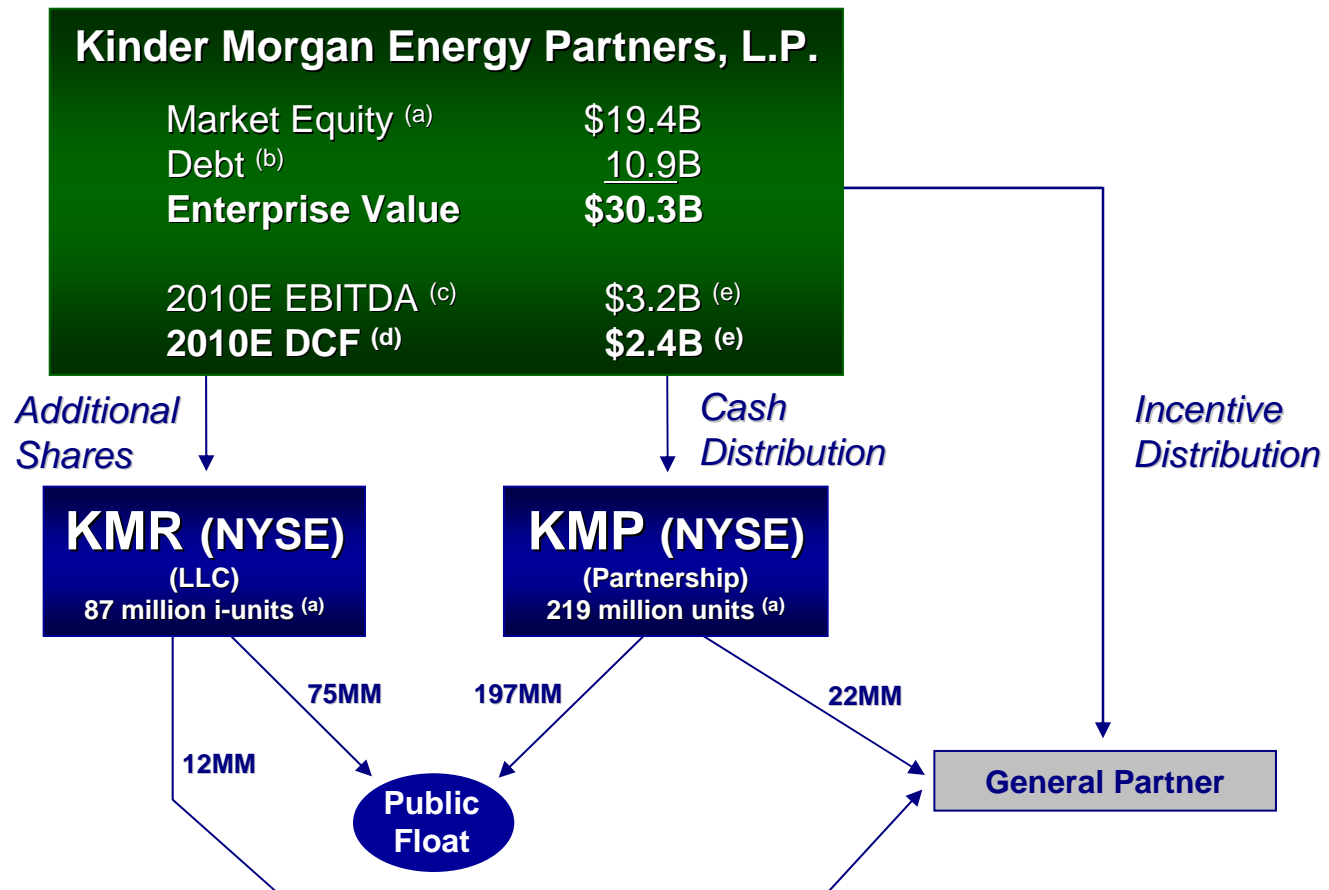 Kinder Morgan Energy Partners, L.P.
Market Equity (a) $19.4B
Debt (b) 10.9B
Enterprise Value $30.3B
2010E EBITDA (c) $3.2B (e)
2010E DCF (d) $2.4B (e)
Additional
Shares
Cash
Distribution
Incentive
Distribution
KMR (NYSE)
(LLC)
87 million i-units (a)
KMP (NYSE)
(Partnership)
219 million units (a)
75MM
197MM
22MM
12MM
General Partner
Public
Float